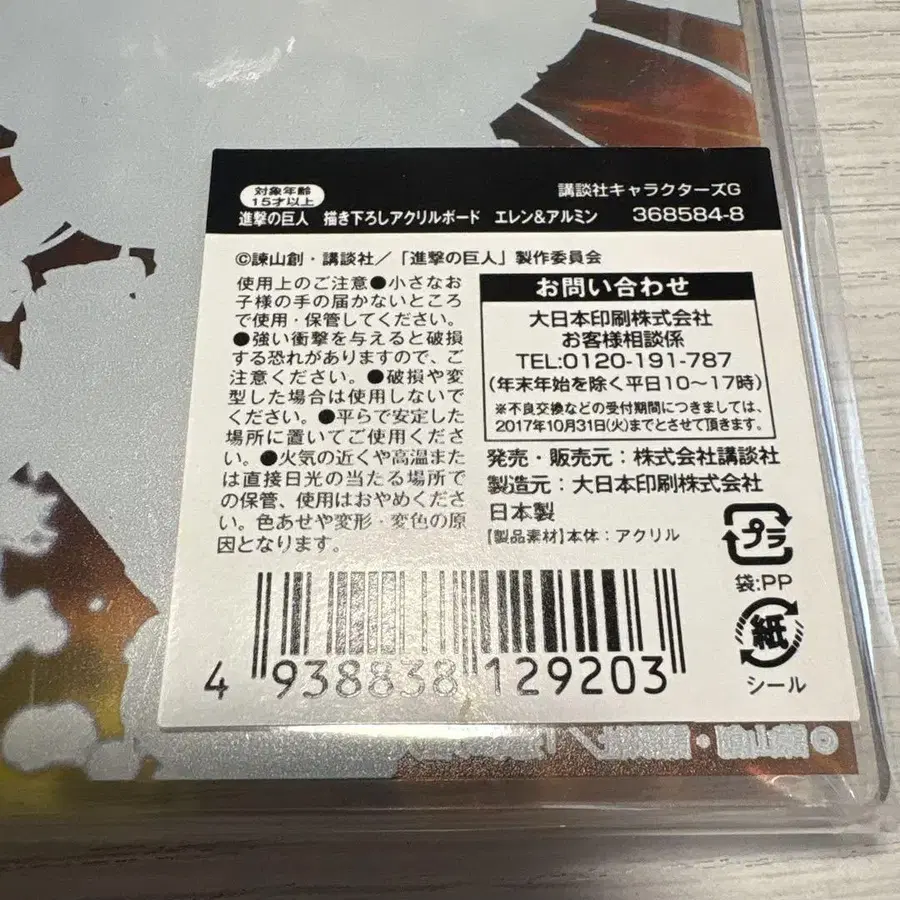 対象年齢
15才以上
講談社キャラクターズG
進撃の巨人 描き下ろしアクリルボード エレン&アルミン
368584-8
©諫山創・講談社／「進撃の巨人」製作委員会
使用上のご注意●小さなお
子様の手の届かないところ
で使用・保管してください。
●強い衝撃を与えると破損
する恐れがありますので、ご
注意ください。●破損や変
型した場合は使用しないで
ください。●平らで安定した
場所に置いてご使用くださ
い。●火気の近くや高温また
は直接日光の当たる場所で
の保管、使用はおやめくださ
い。色あせや変形・変色の原
因となります。
お問い合わせ
大日本印刷株式会社
お客様相談係
TEL:0120-191-787
(年末年始を除く平日10～17時)
※不良交換などの受付期間につきましては、
2017年10月31日(火)までとさせて頂きます。
発売・販売元：株式会社講談社
製造元：大日本印刷株式会社
日本製
【製品素材】本体：アクリル
プラ
袋:PP
紙
シール
4 938838 129203